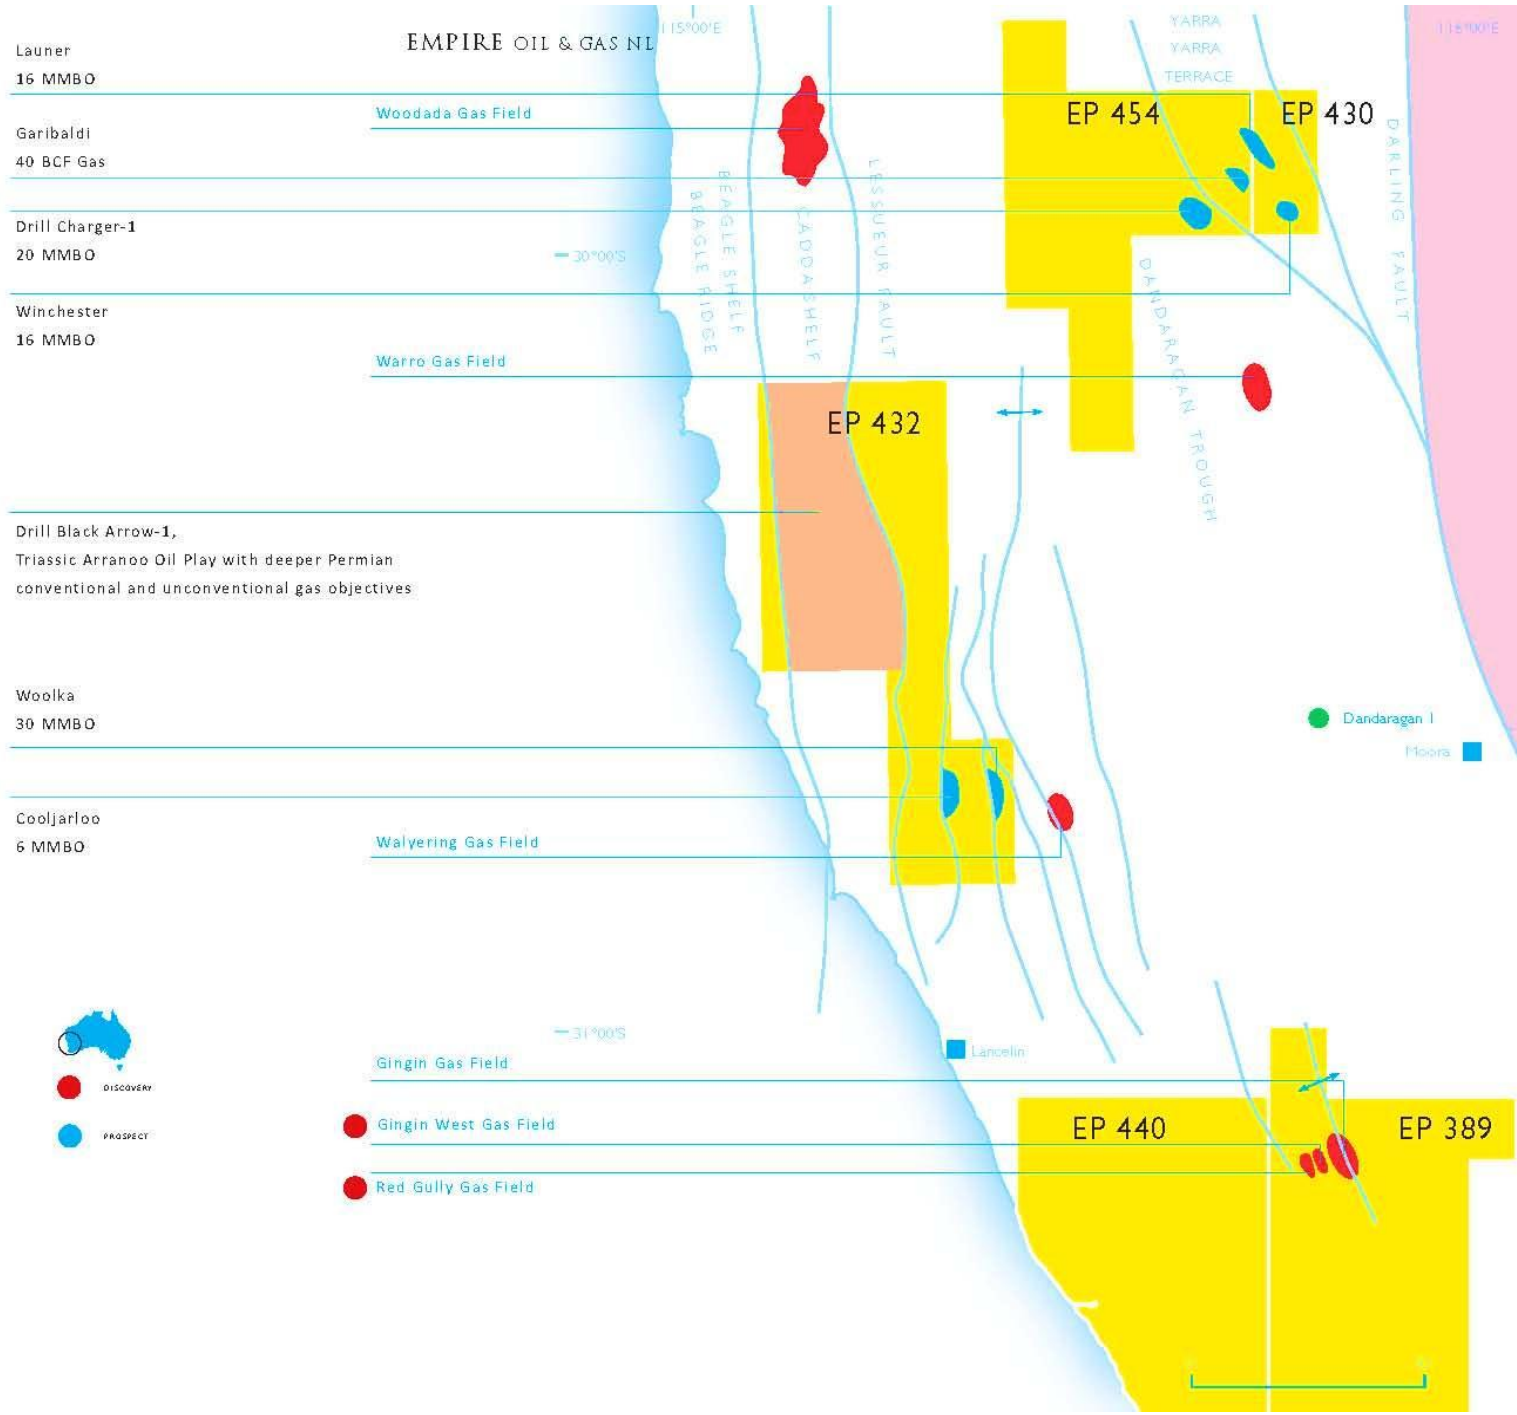 EMPIRE OIL & GAS NL
115°00'E
116°00'E
YARRA
YARRA
TERRACE
Launer
16 MMBO
Woodada Gas Field
EP 454
EP 430
Garibaldi
40 BCF Gas
Drill Charger-1
20 MMBO
30°00'S
BEAGLE RIDGE
BEAGLE SHELF
CADDA SHELF
LESSUEUR FAULT
DANDARAGAN TROUGH
DARLING FAULT
Winchester
16 MMBO
Warro Gas Field
EP 432
Drill Black Arrow-1,
Triassic Arranoo Oil Play with deeper Permian
conventional and unconventional gas objectives
Woolka
30 MMBO
Dandaragan 1
Moora
Cooljarloo
6 MMBO
Walyering Gas Field
31°00'S
Lancelin
Gingin Gas Field
DISCOVERY
Gingin West Gas Field
EP 440
EP 389
PROSPECT
Red Gully Gas Field